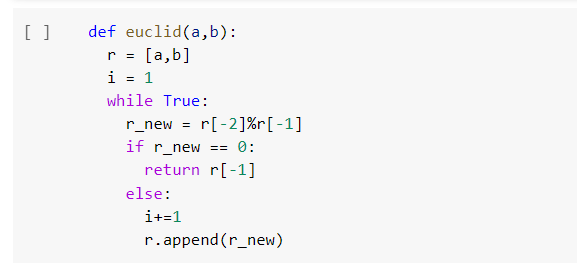 [ ] def euclid(a,b):
r = [a,b]
i = 1
while True:
r_new = r[-2]%r[-1]
if r_new == 0:
return r[-1]
else:
i+=1
r.append(r_new)